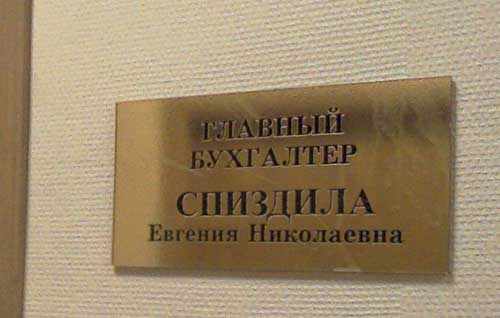 ГЛАВНЫЙ
БУХГАЛТЕР
СПИЗДИЛА
Евгения Николаевна